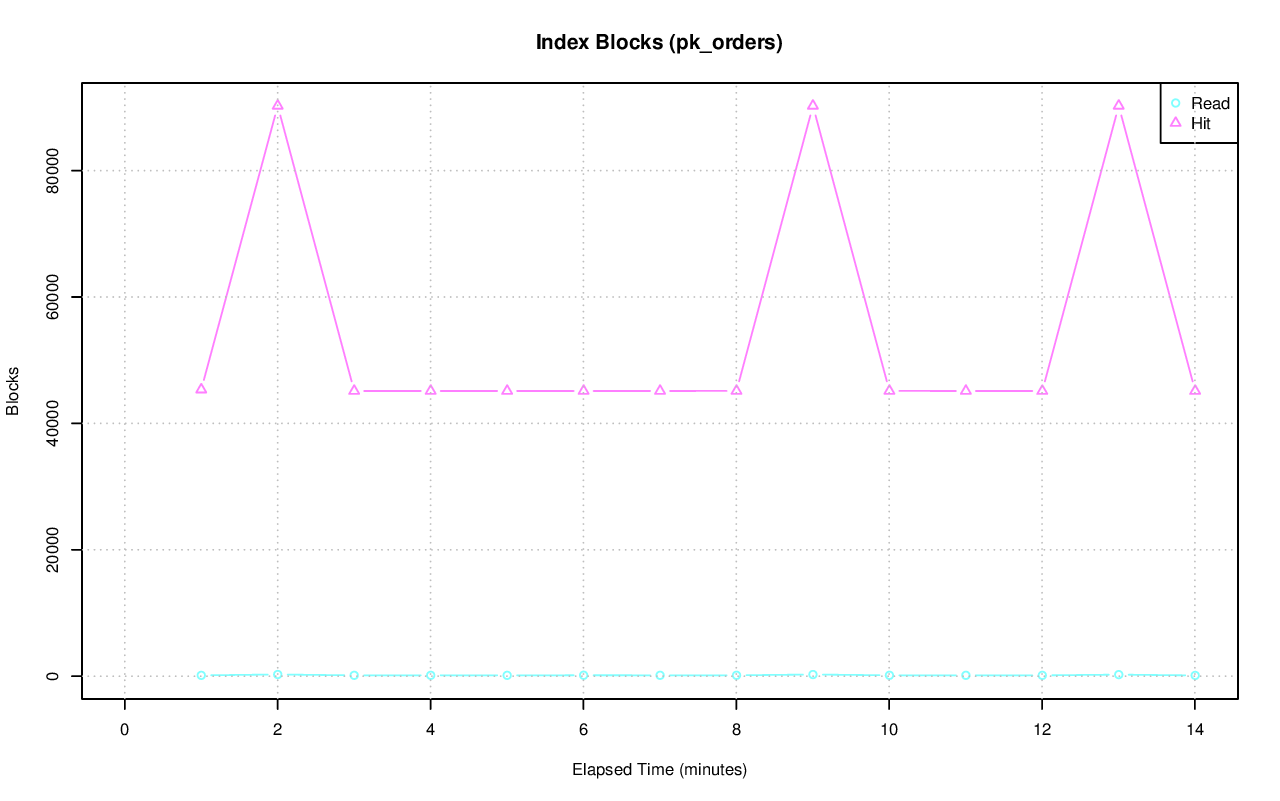 Index Blocks (pk_orders)
Read
Hit
Blocks
80000
60000
40000
20000
0
0 2 4 6 8 10 12 14
Elapsed Time (minutes)